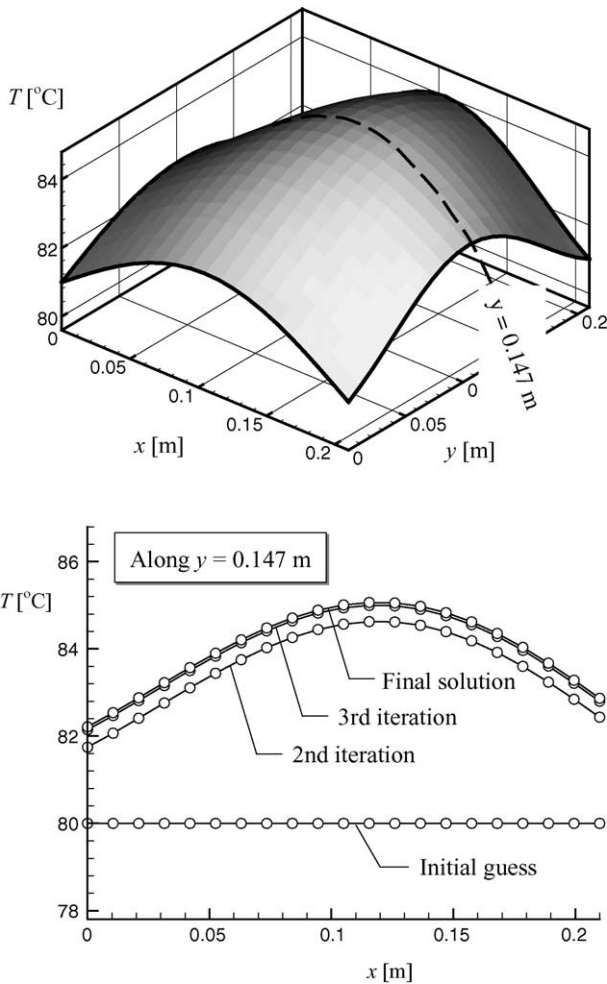 T [°C]
84
82
80
0
0.05
0.1
0.15
0.2
x [m]
0
0.05
0
0.2
y [m]
y = 0.147 m
Along y = 0.147 m
T [°C]
86
84
82
80
78
Final solution
3rd iteration
2nd iteration
Initial guess
0
0.05
0.1
0.15
0.2
x [m]